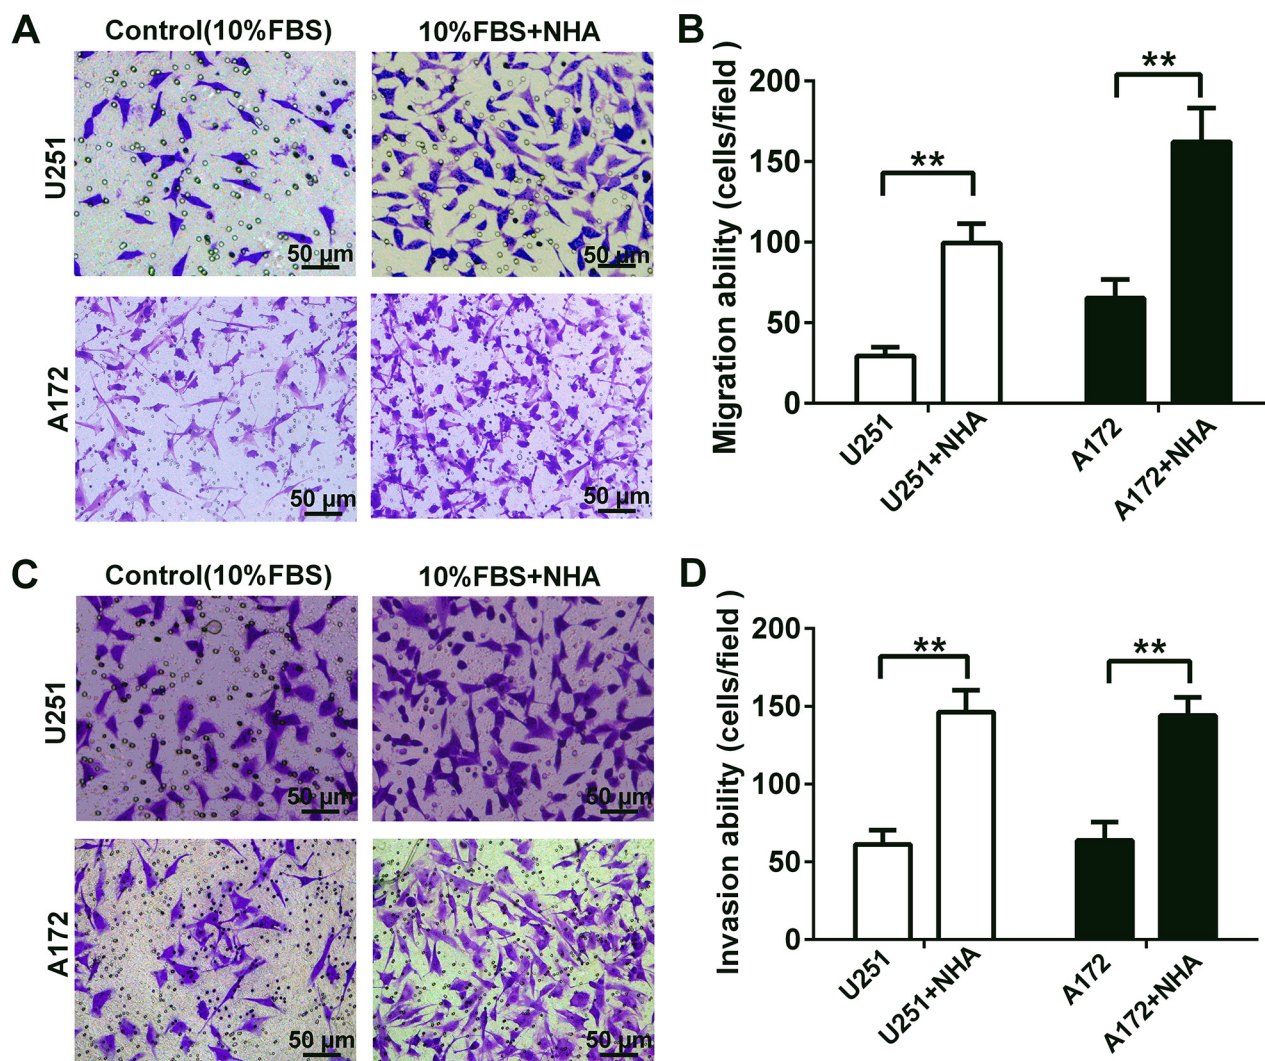 A
Control(10%FBS)
10%FBS+NHA
U251
50 µm
50 µm
A172
50 µm
50 µm
B
Migration ability (cells/field )
200
150
100
50
0
**
**
U251
U251+NHA
A172
A172+NHA
C
Control(10%FBS)
10%FBS+NHA
U251
50 µm
50 µm
A172
50 µm
50 µm
D
Invasion ability (cells/field )
200
150
100
50
0
**
**
U251
U251+NHA
A172
A172+NHA